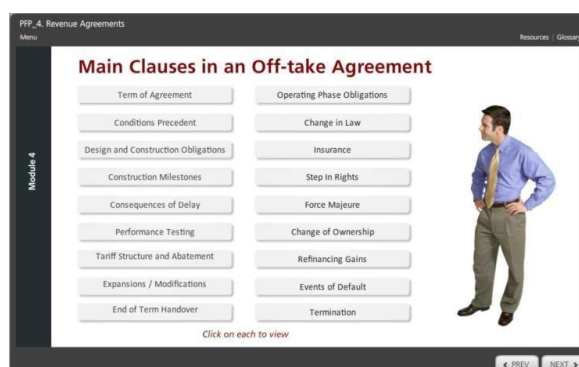 PFP_4. Revenue Agreements
Menu
Resources | Glossary
Module 4
Main Clauses in an Off-take Agreement
Term of Agreement
Conditions Precedent
Design and Construction Obligations
Construction Milestones
Consequences of Delay
Performance Testing
Tariff Structure and Abatement
Expansions / Modifications
End of Term Handover
Operating Phase Obligations
Change in Law
Insurance
Step In Rights
Force Majeure
Change of Ownership
Refinancing Gains
Events of Default
Termination
Click on each to view
PREV
NEXT